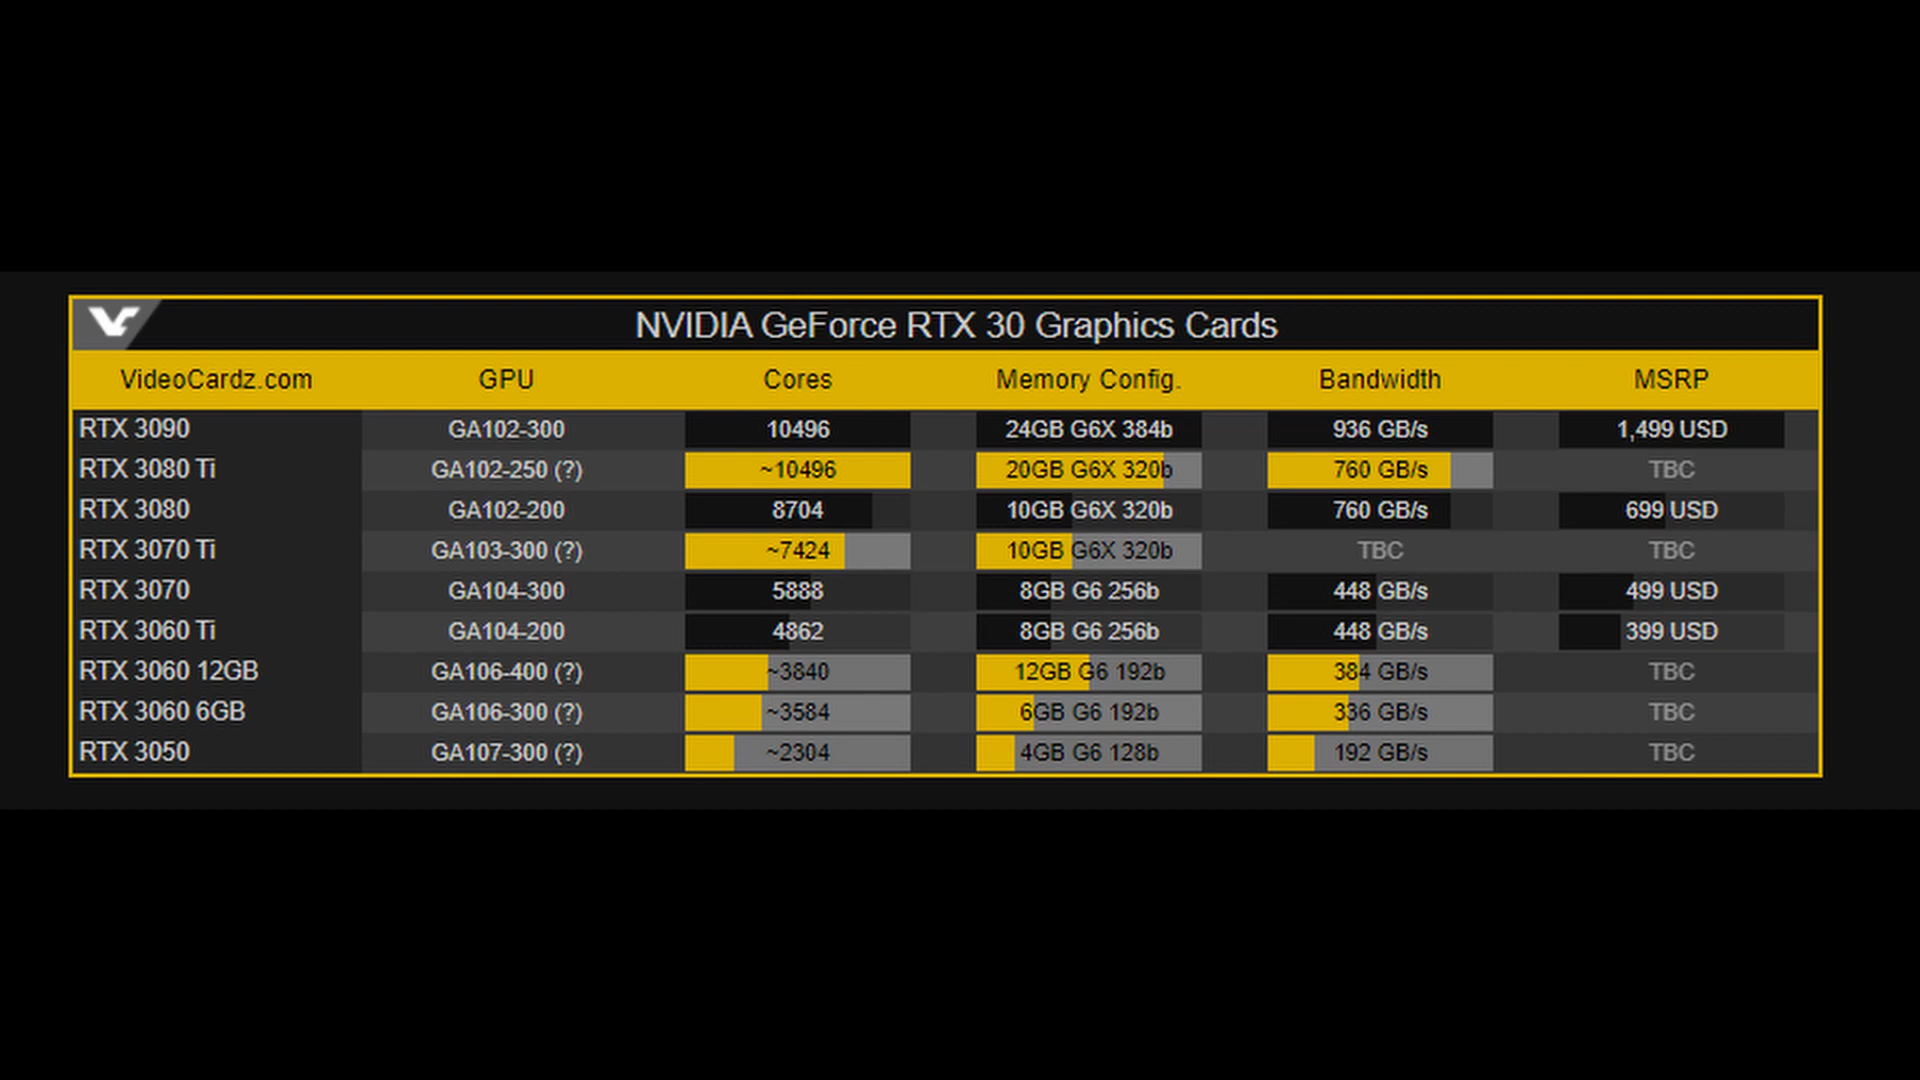 NVIDIA GeForce RTX 30 Graphics Cards
VideoCardz.com GPU Cores Memory Config. Bandwidth MSRP
RTX 3090 GA102-300 10496 24GB G6X 384b 936 GB/s 1,499 USD
RTX 3080 Ti GA102-250 (?) ~10496 20GB G6X 320b 760 GB/s TBC
RTX 3080 GA102-200 8704 10GB G6X 320b 760 GB/s 699 USD
RTX 3070 Ti GA103-300 (?) ~7424 10GB G6X 320b TBC TBC
RTX 3070 GA104-300 5888 8GB G6 256b 448 GB/s 499 USD
RTX 3060 Ti GA104-200 4862 8GB G6 256b 448 GB/s 399 USD
RTX 3060 12GB GA106-400 (?) ~3840 12GB G6 192b 384 GB/s TBC
RTX 3060 6GB GA106-300 (?) ~3584 6GB G6 192b 336 GB/s TBC
RTX 3050 GA107-300 (?) ~2304 4GB G6 128b 192 GB/s TBC